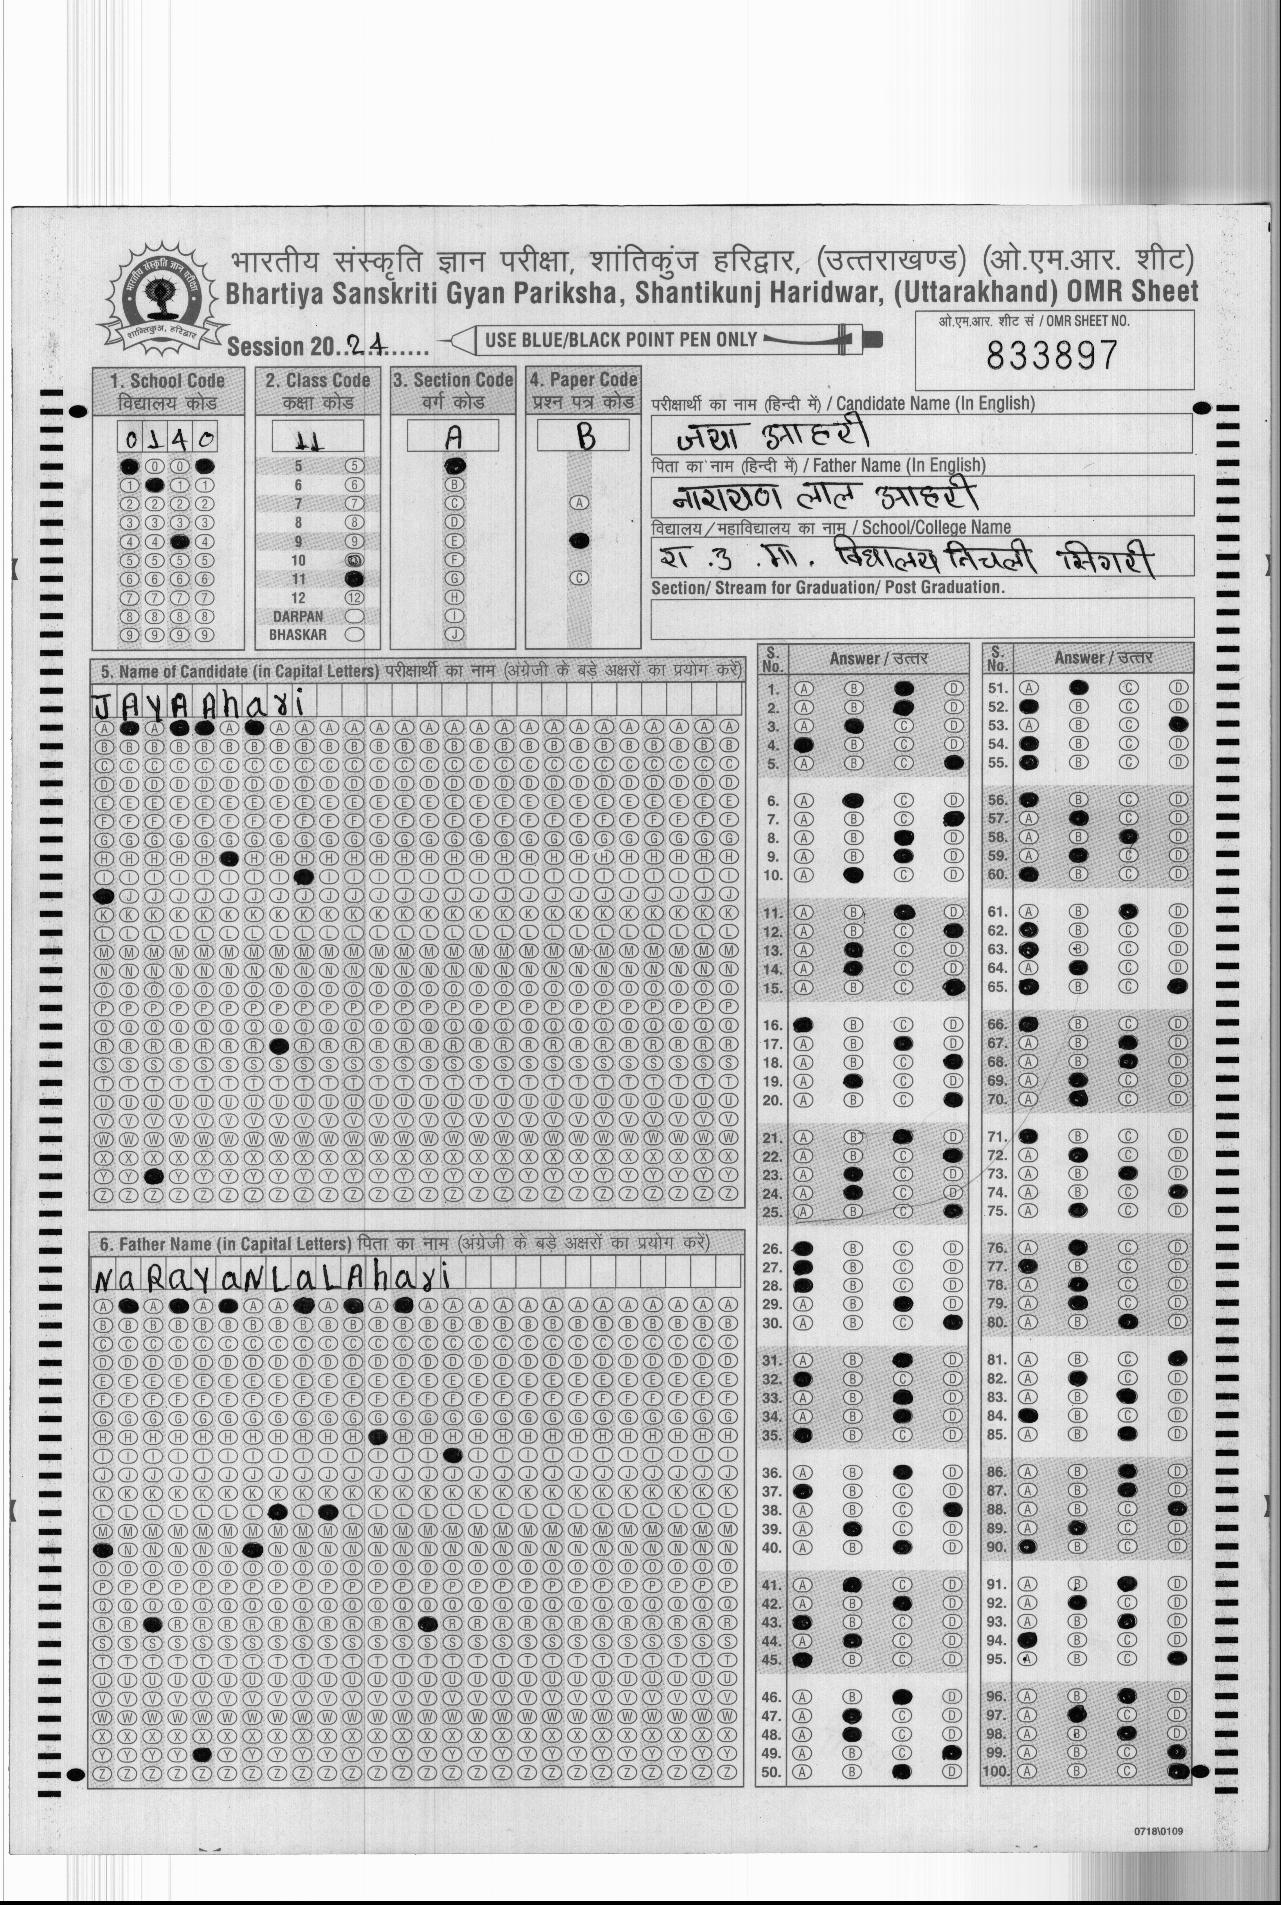 भारतीय संस्कृति ज्ञान परीक्षा, शांतिकुंज हरिद्वार, (उत्तराखण्ड) (ओ.एम.आर. शीट)
Bhartiya Sanskriti Gyan Pariksha, Shantikunj Haridwar, (Uttarakhand) OMR Sheet
Session 20..24......
USE BLUE/BLACK POINT PEN ONLY
ओ.एम.आर. शीट सं / OMR SHEET NO.
833897
1. School Code
विद्यालय कोड
0140
2. Class Code
कक्षा कोड
11
5
6
7
8
9
10
11
12
DARPAN
BHASKAR
3. Section Code
वर्ग कोड
A
4. Paper Code
प्रश्न पत्र कोड
B
परीक्षार्थी का नाम (हिन्दी में) / Candidate Name (In English)
जया आहरी
पिता का नाम (हिन्दी में) / Father Name (In English)
नारायण लाल आहरी
विद्यालय / महाविद्यालय का नाम / School/College Name
रा .उ .मा. विद्यालय निचली सिगरी
Section/ Stream for Graduation/ Post Graduation.
5. Name of Candidate (in Capital Letters) परीक्षार्थी का नाम (अंग्रेजी के बड़े अक्षरों का प्रयोग करें)
JAYAAhari
6. Father Name (in Capital Letters) पिता का नाम (अंग्रेजी के बड़े अक्षरों का प्रयोग करें)
NaRaYaNLaLAhari
S. No. Answer / उत्तर
S. No. Answer / उत्तर
0718\0109